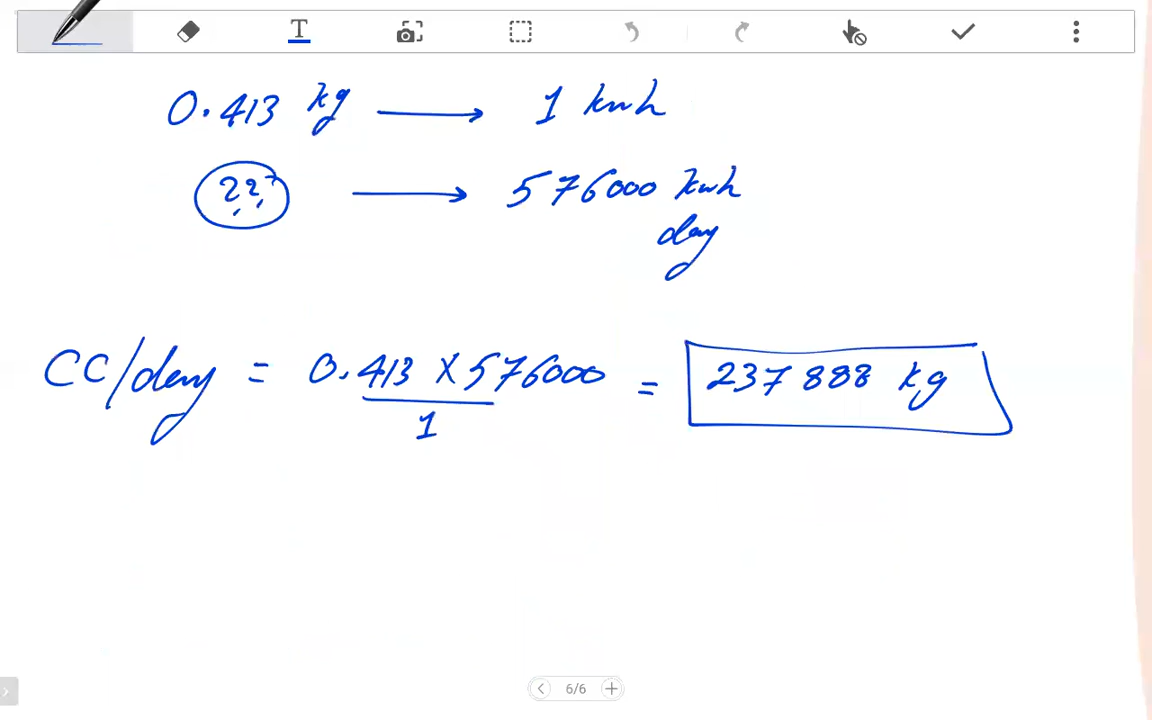 T
0.413 kg → 1 kwh
??? → 576000 kwh
day
CC/day = 0.413 X 576000 = 237 888 kg
1
6/6